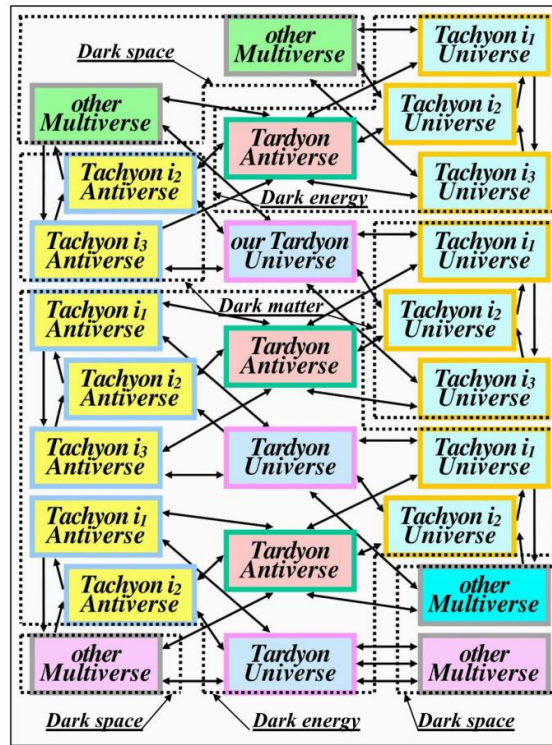 other
Multiverse
Tachyon i1
Universe
Dark space
other
Multiverse
Tachyon i2
Universe
Tardyon
Antiverse
Tachyon i2
Antiverse
Tachyon i3
Universe
Dark energy
Tachyon i3
Antiverse
our Tardyon
Universe
Tachyon i1
Universe
Dark matter
Tachyon i1
Antiverse
Tachyon i2
Universe
Tardyon
Antiverse
Tachyon i2
Antiverse
Tachyon i3
Universe
Tachyon i3
Antiverse
Tardyon
Universe
Tachyon i1
Universe
Tachyon i1
Antiverse
Tachyon i2
Universe
Tardyon
Antiverse
Tachyon i2
Antiverse
other
Multiverse
other
Multiverse
Tardyon
Universe
other
Multiverse
Dark space
Dark energy
Dark space